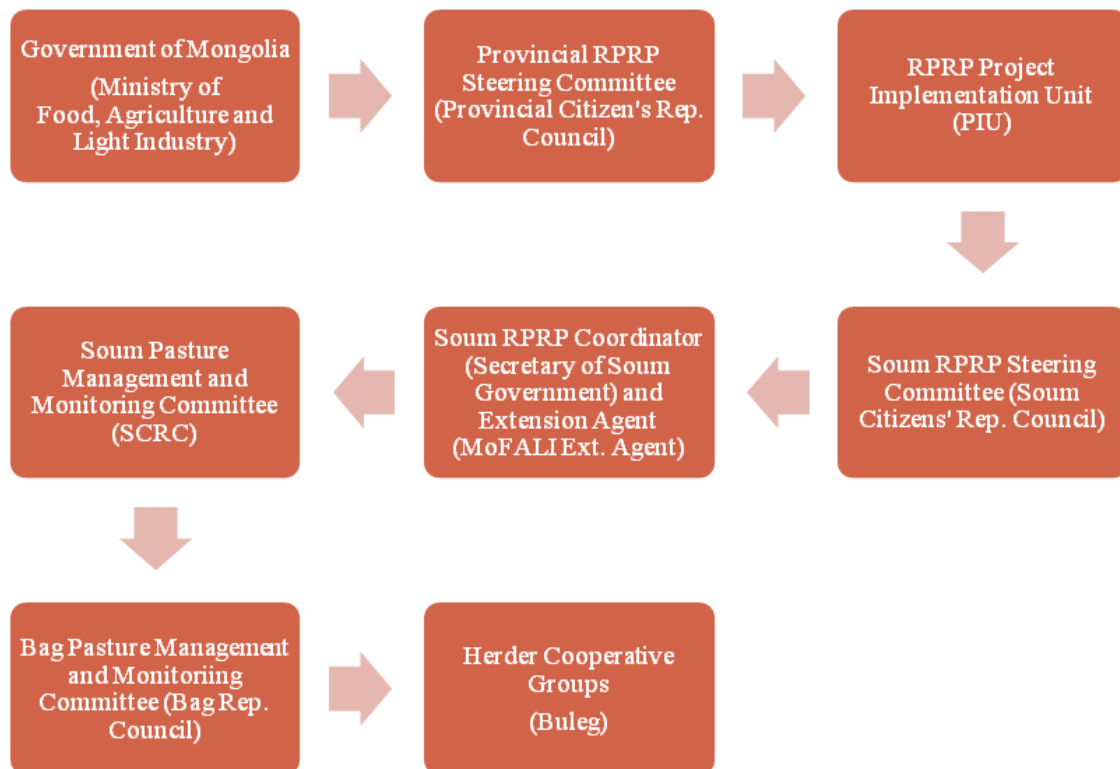 Government of Mongolia
(Ministry of
Food, Agriculture and
Light Industry)
Provincial RPRP
Steering Committee
(Provincial Citizen's Rep.
Council)
RPRP Project
Implementation Unit
(PIU)
Soum RPRP Steering
Committee (Soum
Citizens' Rep. Council)
Soum RPRP Coordinator
(Secretary of Soum
Government) and
Extension Agent
(MoFALI Ext. Agent)
Soum Pasture
Management and
Monitoring Committee
(SCRC)
Bag Pasture Management
and Monitoriing
Committee (Bag Rep.
Council)
Herder Cooperative
Groups
(Buleg)